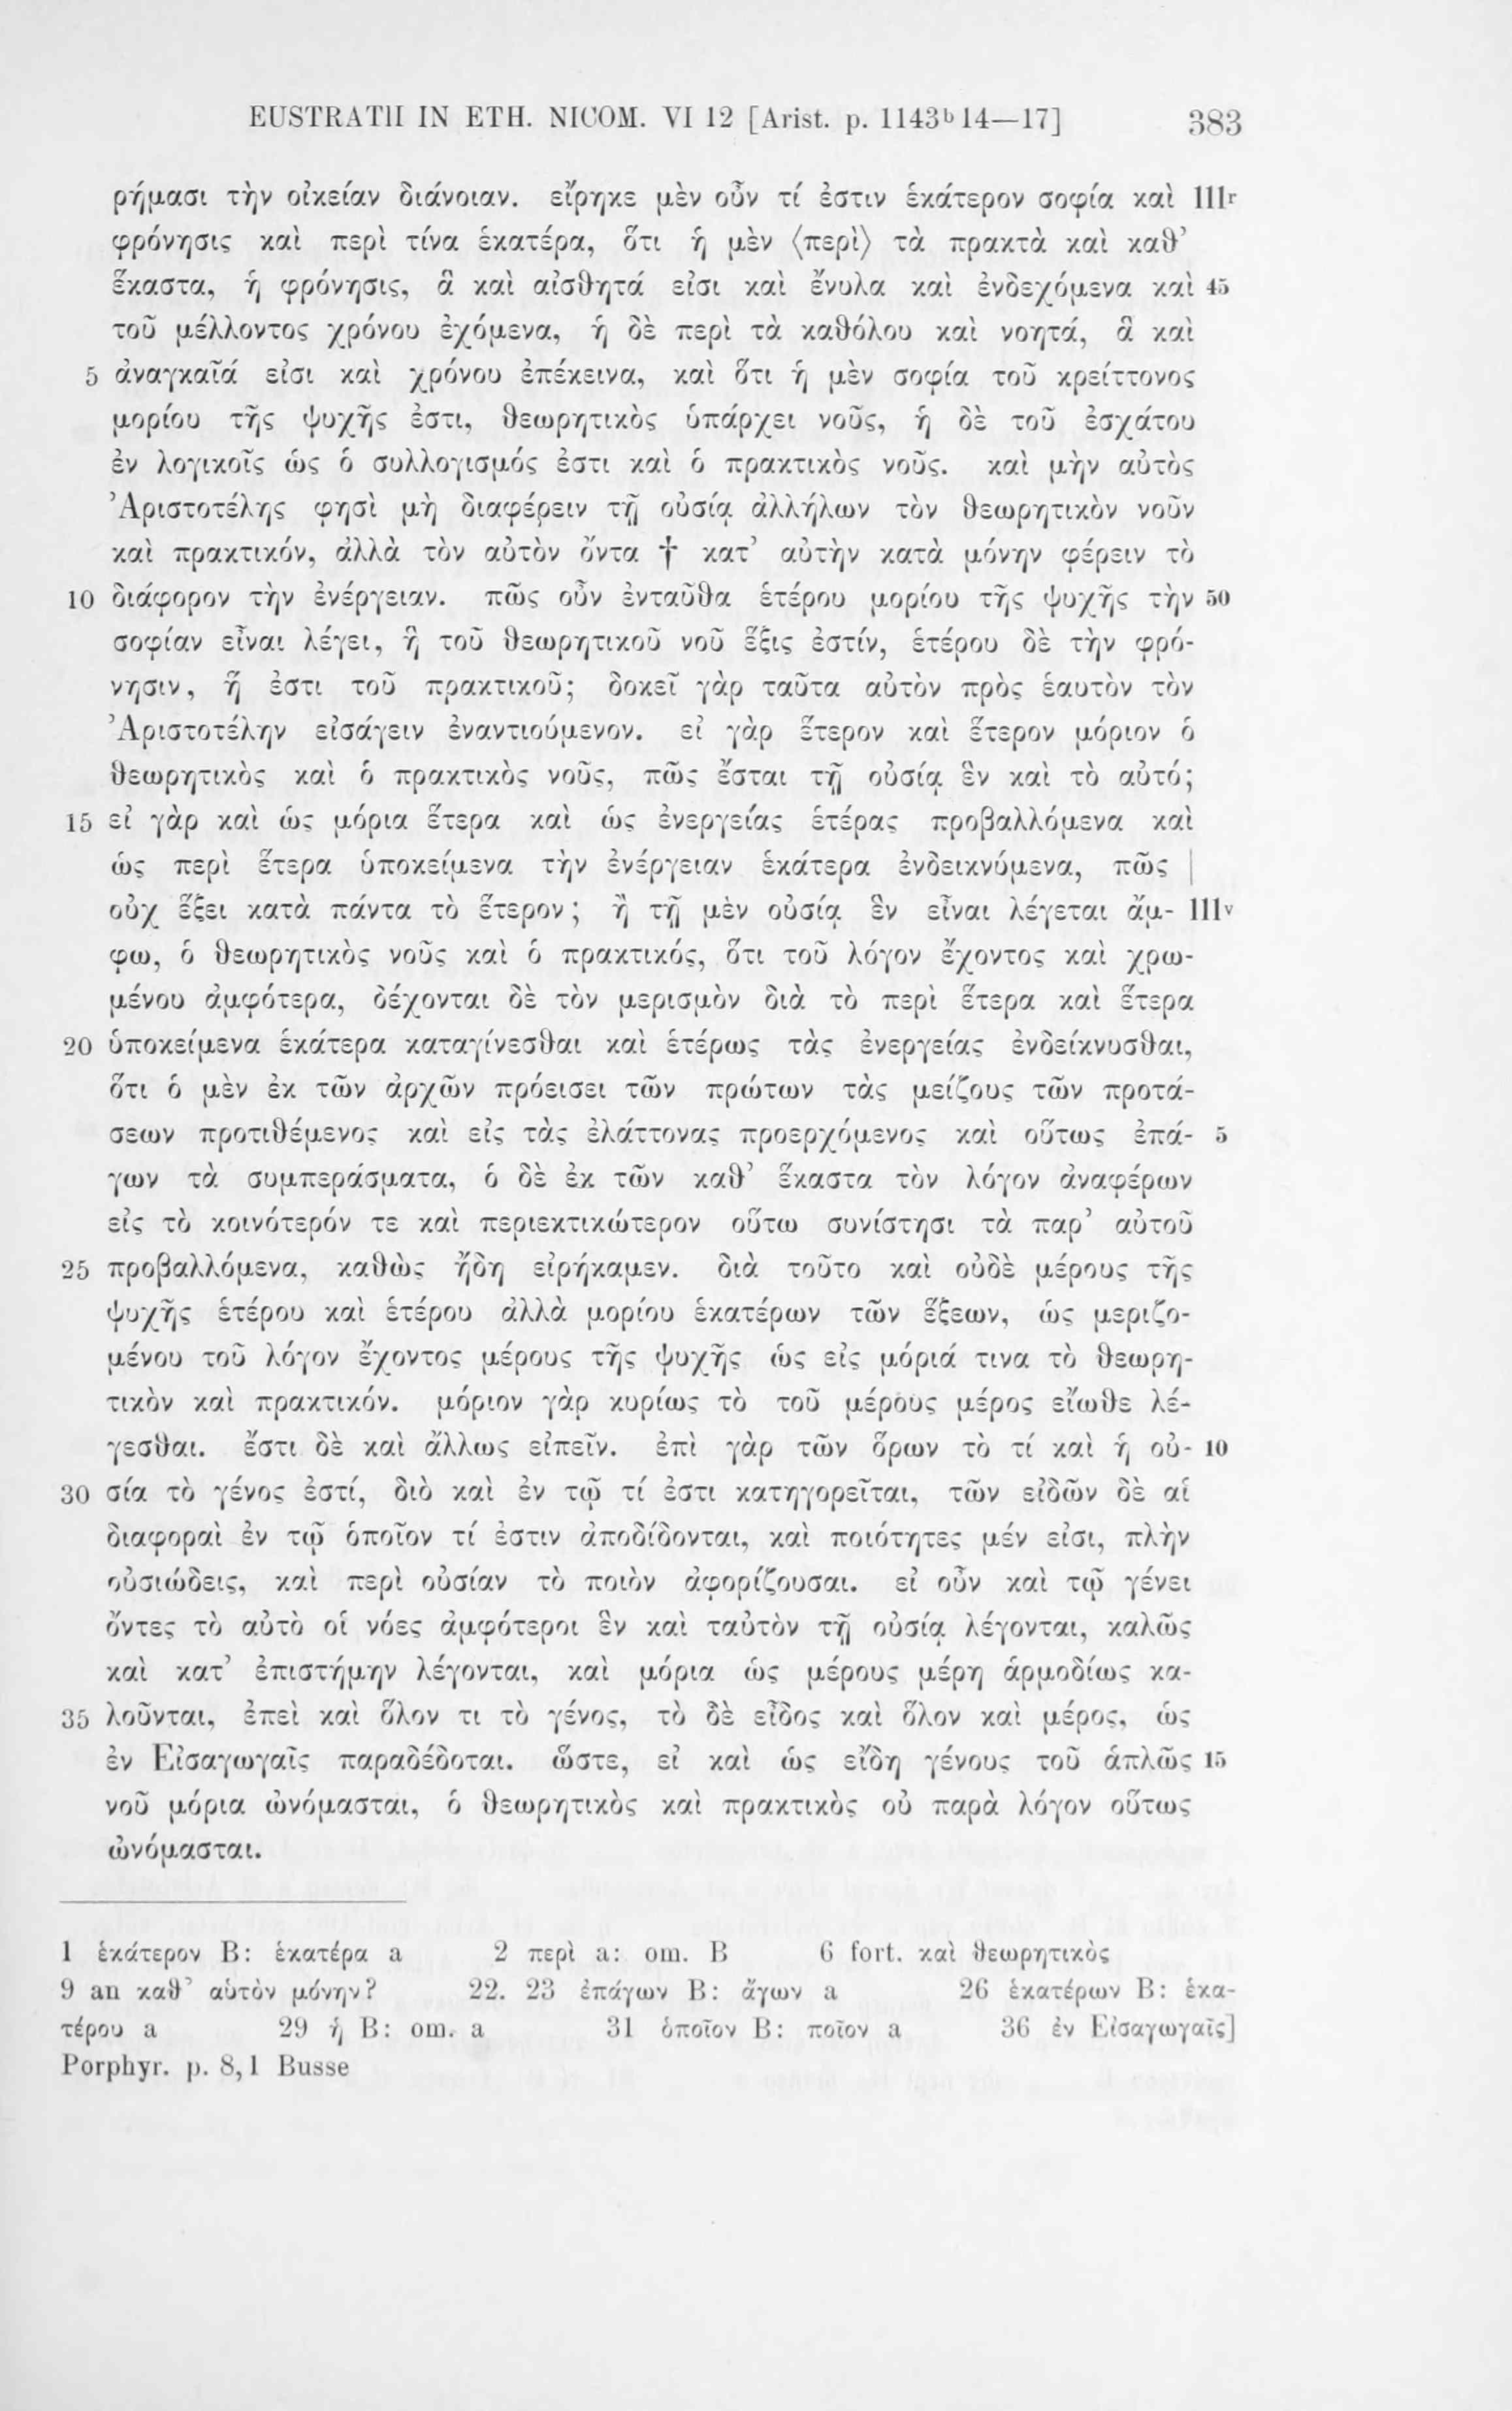 EUSTRATII IN ETH. NICOM. VI 12 [Arist. p. 1143ᵇ14—17] 383
ρήμασι τὴν οἰκείαν διάνοιαν. εἴρηκε μὲν οὖν τί ἐστιν ἑκάτερον σοφία καὶ 111ʳ
φρόνησις καὶ περὶ τίνα ἑκατέρα, ὅτι ἡ μὲν ⟨περὶ⟩ τὰ πρακτὰ καὶ καθ’
ἕκαστα, ἡ φρόνησις, ἃ καὶ αἰσθητά εἰσι καὶ ἔνυλα καὶ ἐνδεχόμενα καὶ 45
τοῦ μέλλοντος χρόνου ἐχόμενα, ἡ δὲ περὶ τὰ καθόλου καὶ νοητά, ἃ καὶ
5 ἀναγκαῖά εἰσι καὶ χρόνου ἐπέκεινα, καὶ ὅτι ἡ μὲν σοφία τοῦ κρείττονος
μορίου τῆς ψυχῆς ἐστι, θεωρητικὸς ὑπάρχει νοῦς, ἡ δὲ τοῦ ἐσχάτου
ἐν λογικοῖς ὡς ὁ συλλογισμός ἐστι καὶ ὁ πρακτικὸς νοῦς. καὶ μὴν αὐτὸς
Ἀριστοτέλης φησὶ μὴ διαφέρειν τῇ οὐσίᾳ ἀλλήλων τὸν θεωρητικὸν νοῦν
καὶ πρακτικόν, ἀλλὰ τὸν αὐτὸν ὄντα † κατ’ αὐτὴν κατὰ μόνην φέρειν τὸ
10 διάφορον τὴν ἐνέργειαν. πῶς οὖν ἐνταῦθα ἑτέρου μορίου τῆς ψυχῆς τὴν 50
σοφίαν εἶναι λέγει, ἣ τοῦ θεωρητικοῦ νοῦ ἕξις ἐστίν, ἑτέρου δὲ τὴν φρό-
νησιν, ἥ ἐστι τοῦ πρακτικοῦ; δοκεῖ γὰρ ταῦτα αὐτὸν πρὸς ἑαυτὸν τὸν
Ἀριστοτέλην εἰσάγειν ἐναντιούμενον. εἰ γὰρ ἕτερον καὶ ἕτερον μόριον ὁ
θεωρητικὸς καὶ ὁ πρακτικὸς νοῦς, πῶς ἔσται τῇ οὐσίᾳ ἓν καὶ τὸ αὐτό;
15 εἰ γὰρ καὶ ὡς μόρια ἕτερα καὶ ὡς ἐνεργείας ἑτέρας προβαλλόμενα καὶ
ὡς περὶ ἕτερα ὑποκείμενα τὴν ἐνέργειαν ἑκάτερα ἐνδεικνύμενα, πῶς |
οὐχ ἕξει κατὰ πάντα τὸ ἕτερον; ἢ τῇ μὲν οὐσίᾳ ἓν εἶναι λέγεται ἄμ- 111ᵛ
φω, ὁ θεωρητικὸς νοῦς καὶ ὁ πρακτικός, ὅτι τοῦ λόγον ἔχοντος καὶ χρω-
μένου ἀμφότερα, δέχονται δὲ τὸν μερισμὸν διὰ τὸ περὶ ἕτερα καὶ ἕτερα
20 ὑποκείμενα ἑκάτερα καταγίνεσθαι καὶ ἑτέρως τὰς ἐνεργείας ἐνδείκνυσθαι,
ὅτι ὁ μὲν ἐκ τῶν ἀρχῶν πρόεισει τῶν πρώτων τὰς μείζους τῶν προτά-
σεων προτιθέμενος καὶ εἰς τὰς ἐλάττονας προερχόμενος καὶ οὕτως ἐπά- 5
γων τὰ συμπεράσματα, ὁ δὲ ἐκ τῶν καθ’ ἕκαστα τὸν λόγον ἀναφέρων
εἰς τὸ κοινότερόν τε καὶ περιεκτικώτερον οὕτω συνίστησι τὰ παρ’ αὐτοῦ
25 προβαλλόμενα, καθὼς ἤδη εἰρήκαμεν. διὰ τοῦτο καὶ οὐδὲ μέρους τῆς
ψυχῆς ἑτέρου καὶ ἑτέρου ἀλλὰ μορίου ἑκατέρων τῶν ἕξεων, ὡς μεριζο-
μένου τοῦ λόγον ἔχοντος μέρους τῆς ψυχῆς ὡς εἰς μόριά τινα τὸ θεωρη-
τικὸν καὶ πρακτικόν. μόριον γὰρ κυρίως τὸ τοῦ μέρους μέρος εἴωθε λέ-
γεσθαι. ἔστι δὲ καὶ ἄλλως εἰπεῖν. ἐπὶ γὰρ τῶν ὅρων τὸ τί καὶ ἡ οὐ- 10
30 σία τὸ γένος ἐστί, διὸ καὶ ἐν τῷ τί ἐστι κατηγορεῖται, τῶν εἰδῶν δὲ αἱ
διαφοραὶ ἐν τῷ ὁποῖον τί ἐστιν ἀποδίδονται, καὶ ποιότητες μέν εἰσι, πλὴν
οὐσιώδεις, καὶ περὶ οὐσίαν τὸ ποιὸν ἀφορίζουσαι. εἰ οὖν καὶ τῷ γένει
ὄντες τὸ αὐτὸ οἱ νόες ἀμφότεροι ἓν καὶ ταὐτὸν τῇ οὐσίᾳ λέγονται, καλῶς
καὶ κατ’ ἐπιστήμην λέγονται, καὶ μόρια ὡς μέρους μέρη ἁρμοδίως κα-
35 λοῦνται, ἐπεὶ καὶ ὅλον τι τὸ γένος, τὸ δὲ εἶδος καὶ ὅλον καὶ μέρος, ὡς
ἐν Εἰσαγωγαῖς παραδέδοται. ὥστε, εἰ καὶ ὡς εἴδη γένους τοῦ ἁπλῶς 15
νοῦ μόρια ὠνόμασται, ὁ θεωρητικὸς καὶ πρακτικὸς οὐ παρὰ λόγον οὕτως
ὠνόμασται.
1 ἑκάτερον B: ἑκατέρα a 2 περὶ a: om. B 6 fort. καὶ θεωρητικὸς
9 an καθ’ αὑτὸν μόνην? 22. 23 ἐπάγων B: ἄγων a 26 ἑκατέρων B: ἑκα-
τέρου a 29 ἡ B: om. a 31 ὁποῖον B: ποῖον a 36 ἐν Εἰσαγωγαῖς]
Porphyr. p. 8,1 Busse